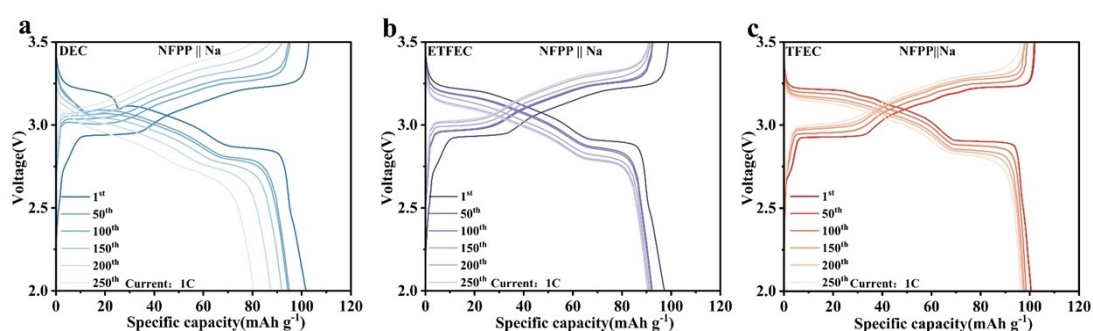 a
DEC NFPP || Na
3.5
3.0
2.5
2.0
Voltage(V)
1st
50th
100th
150th
200th
250th Current：1C
0 20 40 60 80 100 120
Specific capacity(mAh g-1)
b
ETFEC NFPP || Na
3.5
3.0
2.5
2.0
Voltage(V)
1st
50th
100th
150th
200th
250th Current：1C
0 20 40 60 80 100 120
Specific capacity(mAh g-1)
c
TFEC NFPP||Na
3.5
3.0
2.5
2.0
Voltage(V)
1st
50th
100th
150th
200th
250th Current：1C
0 20 40 60 80 100 120
Specific capacity(mAh g-1)